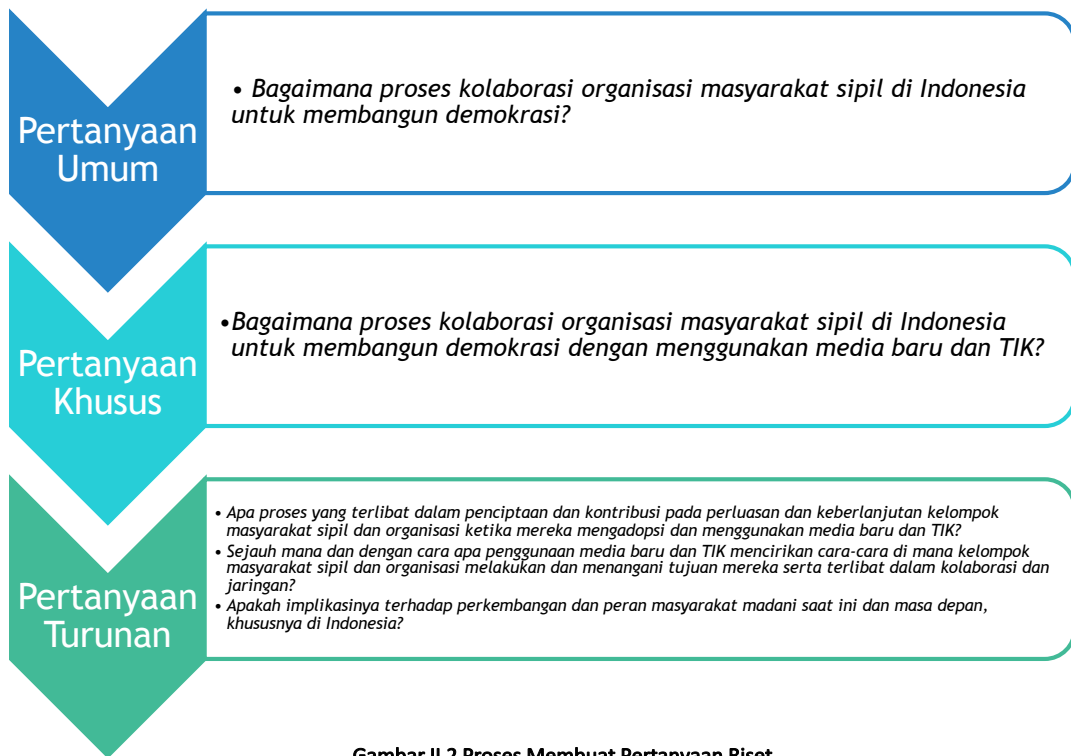 Pertanyaan
Umum
• Bagaimana proses kolaborasi organisasi masyarakat sipil di Indonesia
untuk membangun demokrasi?
Pertanyaan
Khusus
•Bagaimana proses kolaborasi organisasi masyarakat sipil di Indonesia
untuk membangun demokrasi dengan menggunakan media baru dan TIK?
Pertanyaan
Turunan
• Apa proses yang terlibat dalam penciptaan dan kontribusi pada perluasan dan keberlanjutan kelompok
masyarakat sipil dan organisasi ketika mereka mengadopsi dan menggunakan media baru dan TIK?
• Sejauh mana dan dengan cara apa penggunaan media baru dan TIK mencirikan cara-cara di mana kelompok
masyarakat sipil dan organisasi melakukan dan menangani tujuan mereka serta terlibat dalam kolaborasi dan
jaringan?
• Apakah implikasinya terhadap perkembangan dan peran masyarakat madani saat ini dan masa depan,
khususnya di Indonesia?
Gambar II.2 Proses Membuat Pertanyaan Riset